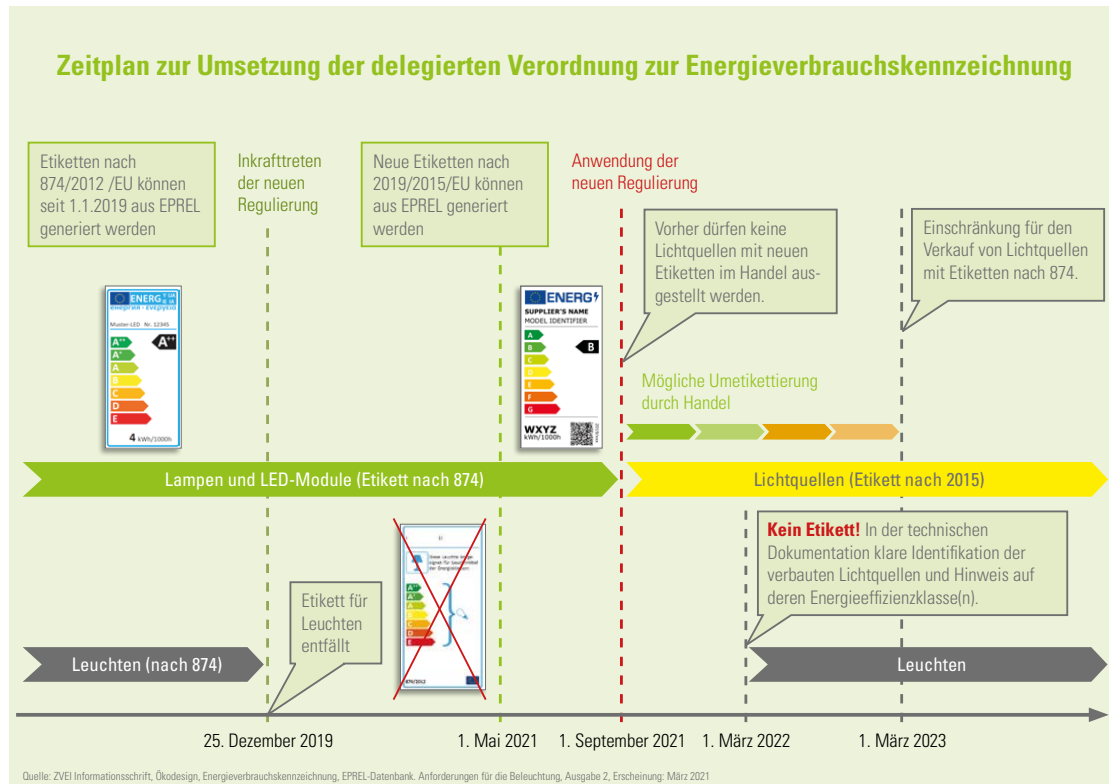 Zeitplan zur Umsetzung der delegierten Verordnung zur Energieverbrauchskennzeichnung
Etiketten nach
874/2012 /EU können
seit 1.1.2019 aus EPREL
generiert werden
Inkrafttreten
der neuen
Regulierung
Neue Etiketten nach
2019/2015/EU können
aus EPREL generiert
werden
Anwendung der
neuen Regulierung
Vorher dürfen keine
Lichtquellen mit neuen
Etiketten im Handel aus-
gestellt werden.
Einschränkung für den
Verkauf von Lichtquellen
mit Etiketten nach 874.
ENERG
Muster-LED Nr. 12345
A++
A++
A+
A
B
C
D
E
4 kWh/1000h
ENERG
SUPPLIER'S NAME
MODEL IDENTIFIER
A
B
B
C
D
E
F
G
WXYZ
kWh/1000h
Mögliche Umetikettierung
durch Handel
Lampen und LED-Module (Etikett nach 874)
Lichtquellen (Etikett nach 2015)
Kein Etikett! In der technischen
Dokumentation klare Identifikation der
verbauten Lichtquellen und Hinweis auf
deren Energieeffizienzklasse(n).
Etikett für
Leuchten
entfällt
A++
A+
A
B
C
D
E
874/2012
Leuchten (nach 874)
Leuchten
25. Dezember 2019
1. Mai 2021
1. September 2021
1. März 2022
1. März 2023
Quelle: ZVEI Informationsschrift, Ökodesign, Energieverbrauchskennzeichnung, EPREL-Datenbank. Anforderungen für die Beleuchtung, Ausgabe 2, Erscheinung: März 2021